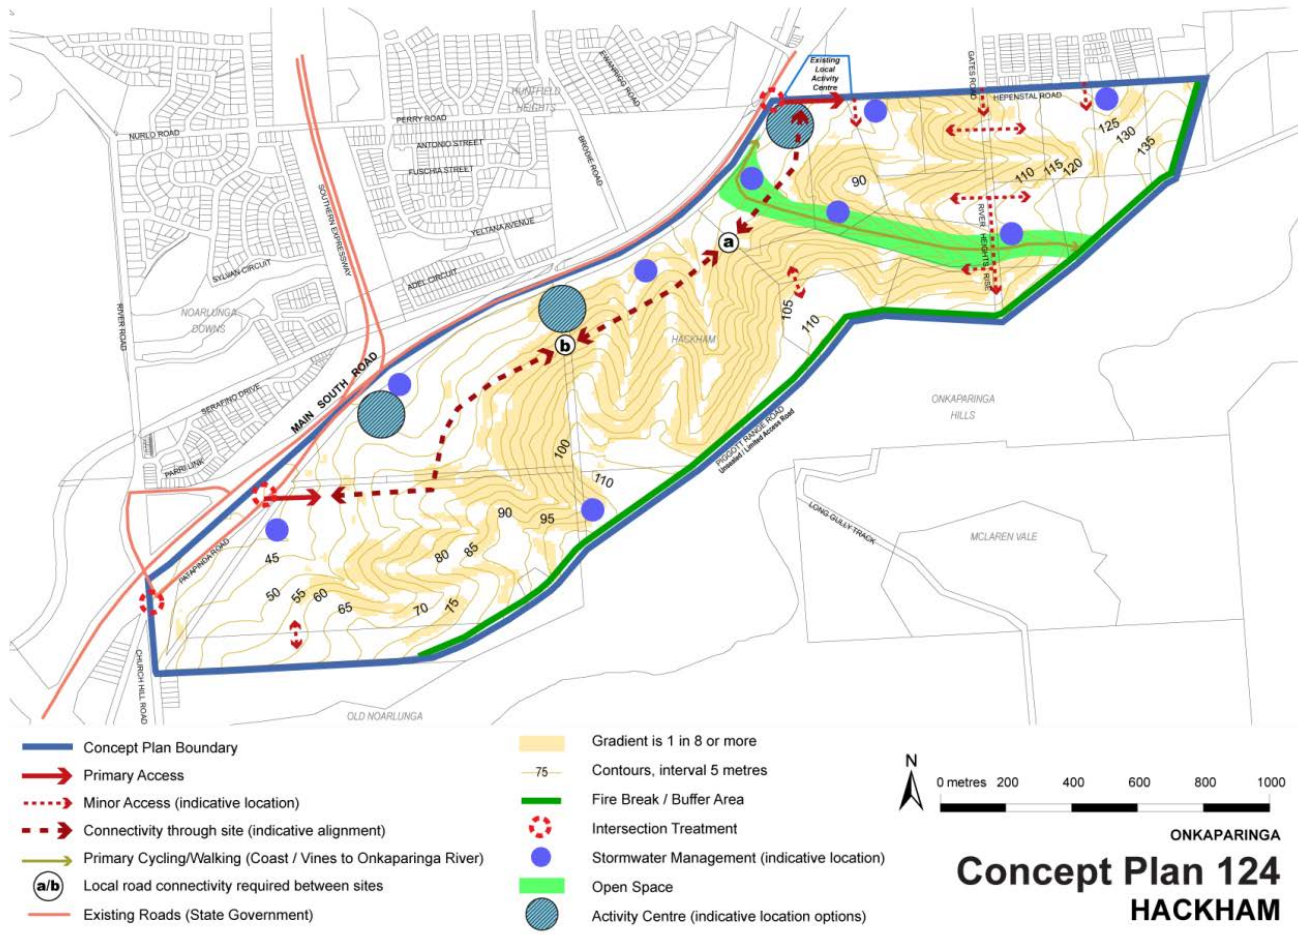 Existing
Local
Activity
Centre
GATES ROAD
HEPENSTAL ROAD
EWANRIGG ROAD
HUNTFIELD
HEIGHTS
PERRY ROAD
NURLO ROAD
ANTONIO STREET
FUSCHIA STREET
BRODIE ROAD
125
130
135
110
115
120
90
SOUTHERN EXPRESSWAY
YELTANA AVENUE
RIVER HEIGHTS RISE
a
SYLVAN CIRCUIT
ADEL CIRCUIT
NOARLUNGA
DOWNS
RIVER ROAD
105
110
HACKHAM
b
MAIN SOUTH ROAD
SERAFINO DRIVE
ONKAPARINGA
HILLS
PIGGOTT RANGE ROAD
Unsealed / Limited Access Road
100
PARRI LINK
110
90
95
LONG GULLY TRACK
MCLAREN VALE
PATAPINDA ROAD
45
80
85
50
55
60
65
70
75
CHURCH HILL ROAD
OLD NOARLUNGA
Concept Plan Boundary
Primary Access
Minor Access (indicative location)
Connectivity through site (indicative alignment)
Primary Cycling/Walking (Coast / Vines to Onkaparinga River)
a/b Local road connectivity required between sites
Existing Roads (State Government)
Gradient is 1 in 8 or more
75 Contours, interval 5 metres
Fire Break / Buffer Area
Intersection Treatment
Stormwater Management (indicative location)
Open Space
Activity Centre (indicative location options)
N
0 metres 200 400 600 800 1000
ONKAPARINGA
Concept Plan 124
HACKHAM